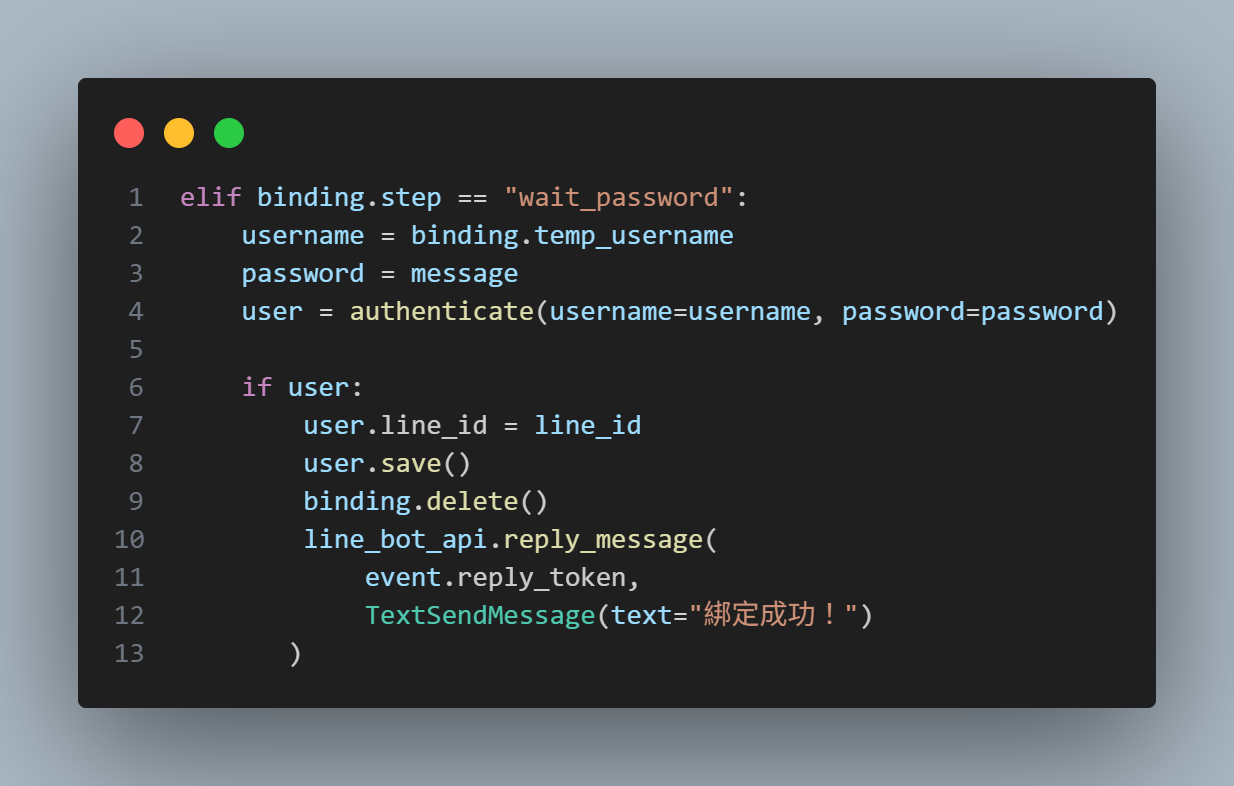 1 elif binding.step == "wait_password":
2     username = binding.temp_username
3     password = message
4     user = authenticate(username=username, password=password)
5
6     if user:
7         user.line_id = line_id
8         user.save()
9         binding.delete()
10         line_bot_api.reply_message(
11             event.reply_token,
12             TextSendMessage(text="綁定成功！")
13        )